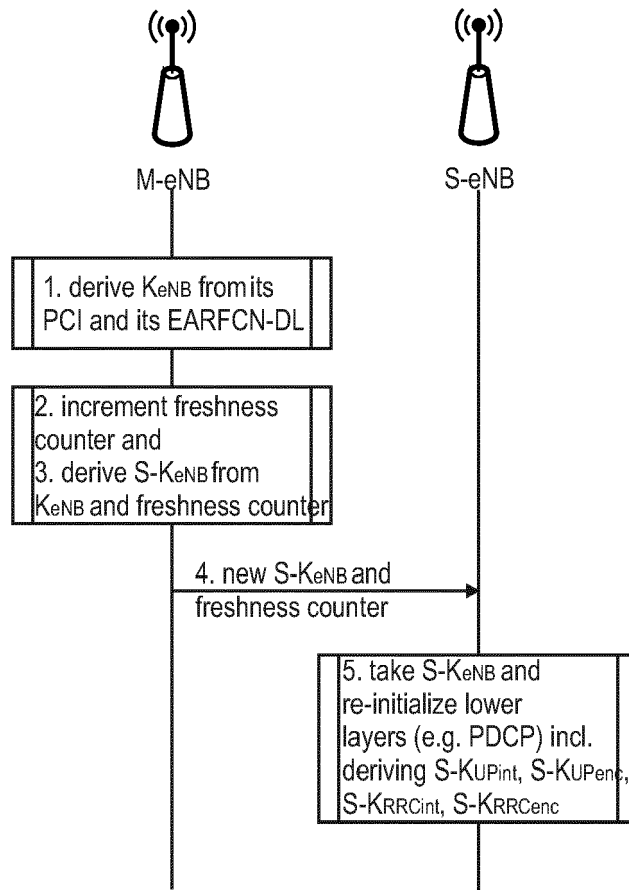 M-eNB
S-eNB
1. derive KeNB from its
PCI and its EARFCN-DL
2. increment freshness
counter and
3. derive S-KeNB from
KeNB and freshness counter
4. new S-KeNB and
freshness counter
5. take S-KeNB and
re-initialize lower
layers (e.g. PDCP) incl.
deriving S-KUPint, S-KUPenc,
S-KRRCint, S-KRRCenc